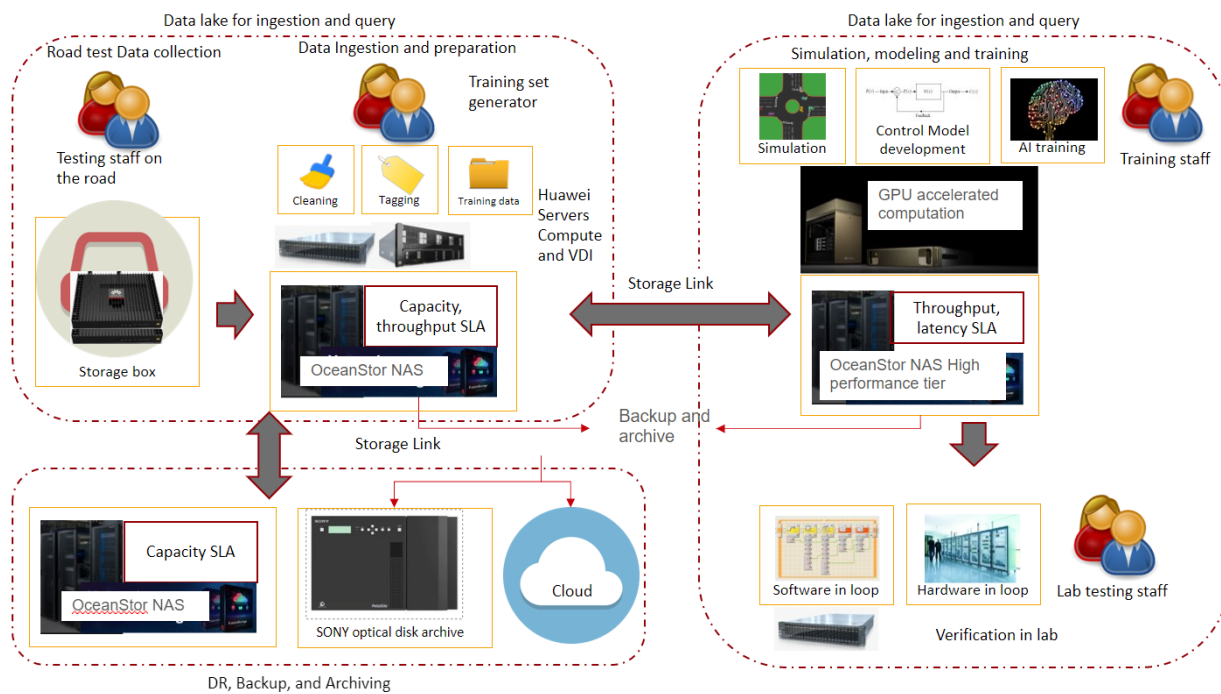 Data lake for ingestion and query
Road test Data collection
Data Ingestion and preparation
Training set
generator
Testing staff on
the road
Cleaning
Tagging
Training data
Huawei
Servers
Compute
and VDI
Storage box
Capacity,
throughput SLA
OceanStor NAS
Storage Link
Data lake for ingestion and query
Simulation, modeling and training
Simulation
Feedback
Control Model
development
AI training
Training staff
GPU accelerated
computation
Throughput,
latency SLA
OceanStor NAS High
performance tier
Backup and
archive
Storage Link
Capacity SLA
OceanStor NAS
SONY
SONY optical disk archive
Cloud
DR, Backup, and Archiving
Software in loop
Hardware in loop
Lab testing staff
Verification in lab